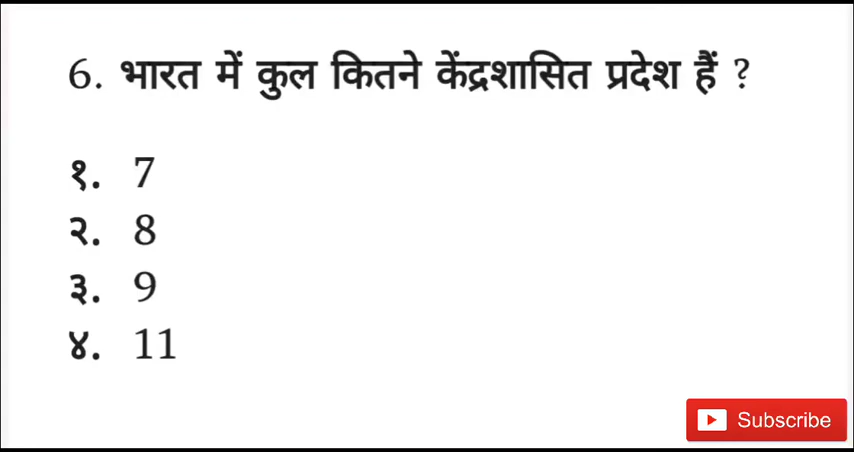 6. भारत में कुल कितने केंद्रशासित प्रदेश हैं ?
१. 7
२. 8
३. 9
४. 11
Subscribe